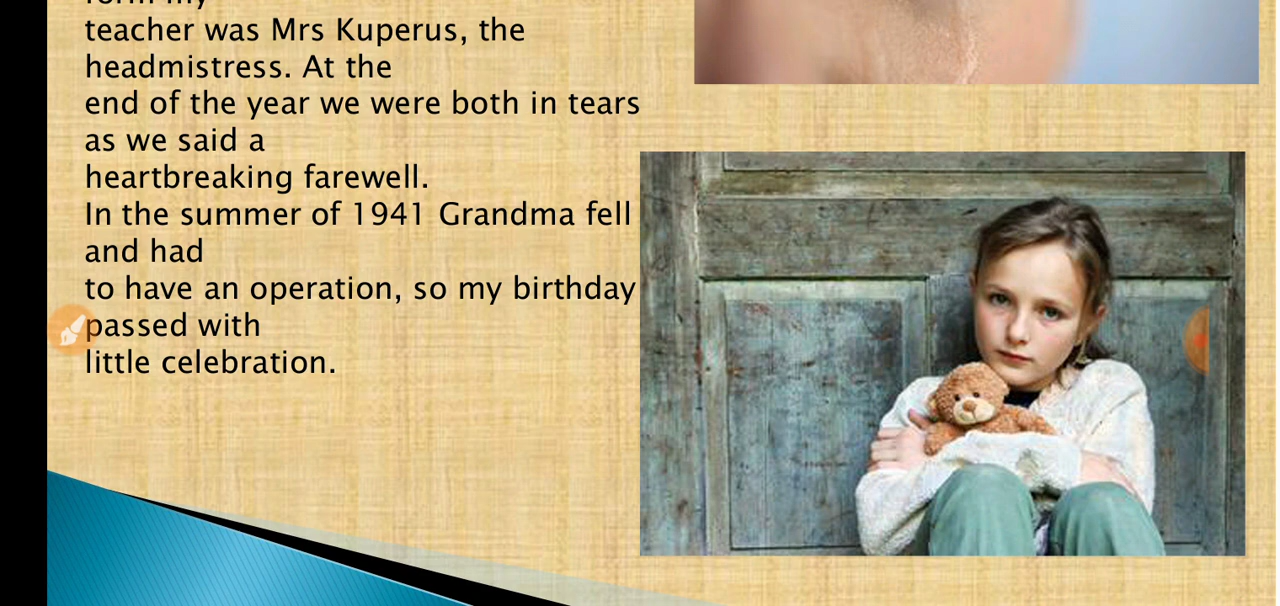 form my
teacher was Mrs Kuperus, the
headmistress. At the
end of the year we were both in tears
as we said a
heartbreaking farewell.
In the summer of 1941 Grandma fell
and had
to have an operation, so my birthday
passed with
little celebration.